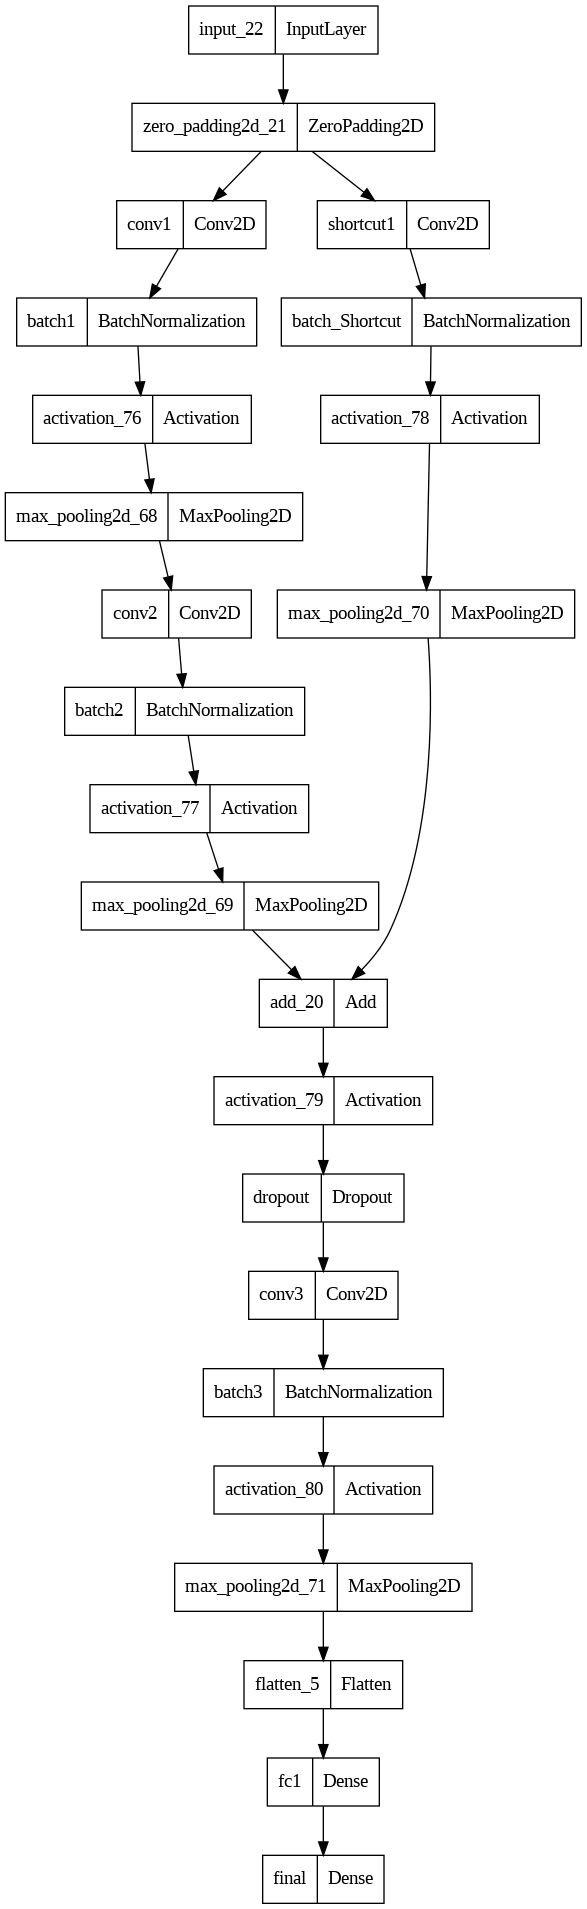 input_22 InputLayer
zero_padding2d_21 ZeroPadding2D
conv1 Conv2D
shortcut1 Conv2D
batch1 BatchNormalization
batch_Shortcut BatchNormalization
activation_76 Activation
activation_78 Activation
max_pooling2d_68 MaxPooling2D
conv2 Conv2D
max_pooling2d_70 MaxPooling2D
batch2 BatchNormalization
activation_77 Activation
max_pooling2d_69 MaxPooling2D
add_20 Add
activation_79 Activation
dropout Dropout
conv3 Conv2D
batch3 BatchNormalization
activation_80 Activation
max_pooling2d_71 MaxPooling2D
flatten_5 Flatten
fc1 Dense
final Dense